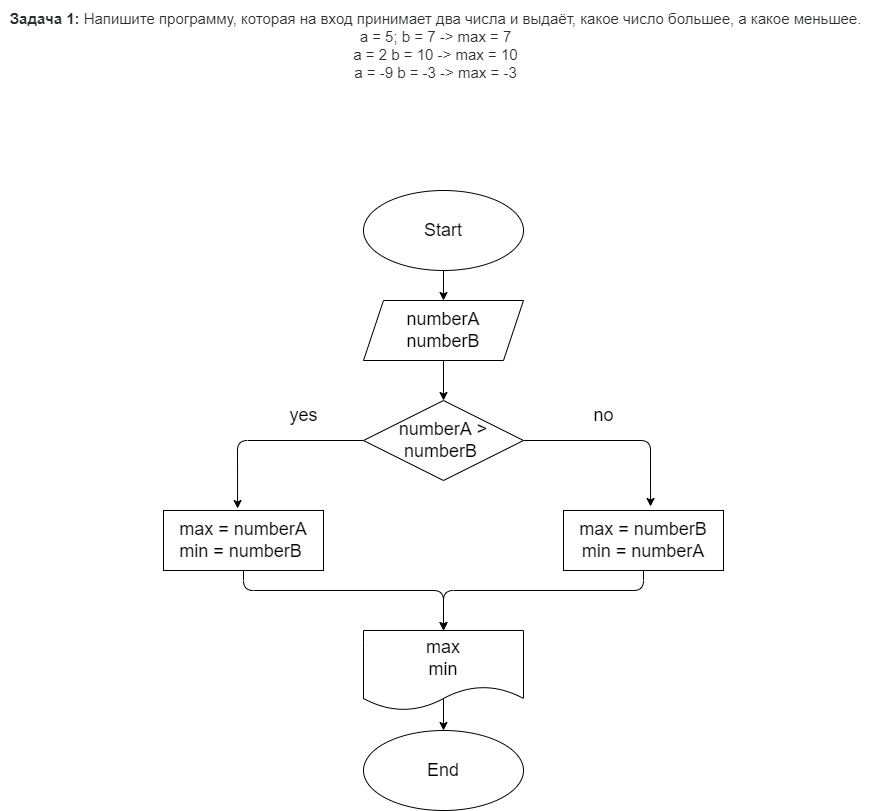 Задача 1: Напишите программу, которая на вход принимает два числа и выдаёт, какое число большее, а какое меньшее.
a = 5; b = 7 -> max = 7
a = 2 b = 10 -> max = 10
a = -9 b = -3 -> max = -3
Start
numberA
numberB
yes
numberA >
numberB
no
max = numberA
min = numberB
max = numberB
min = numberA
max
min
End